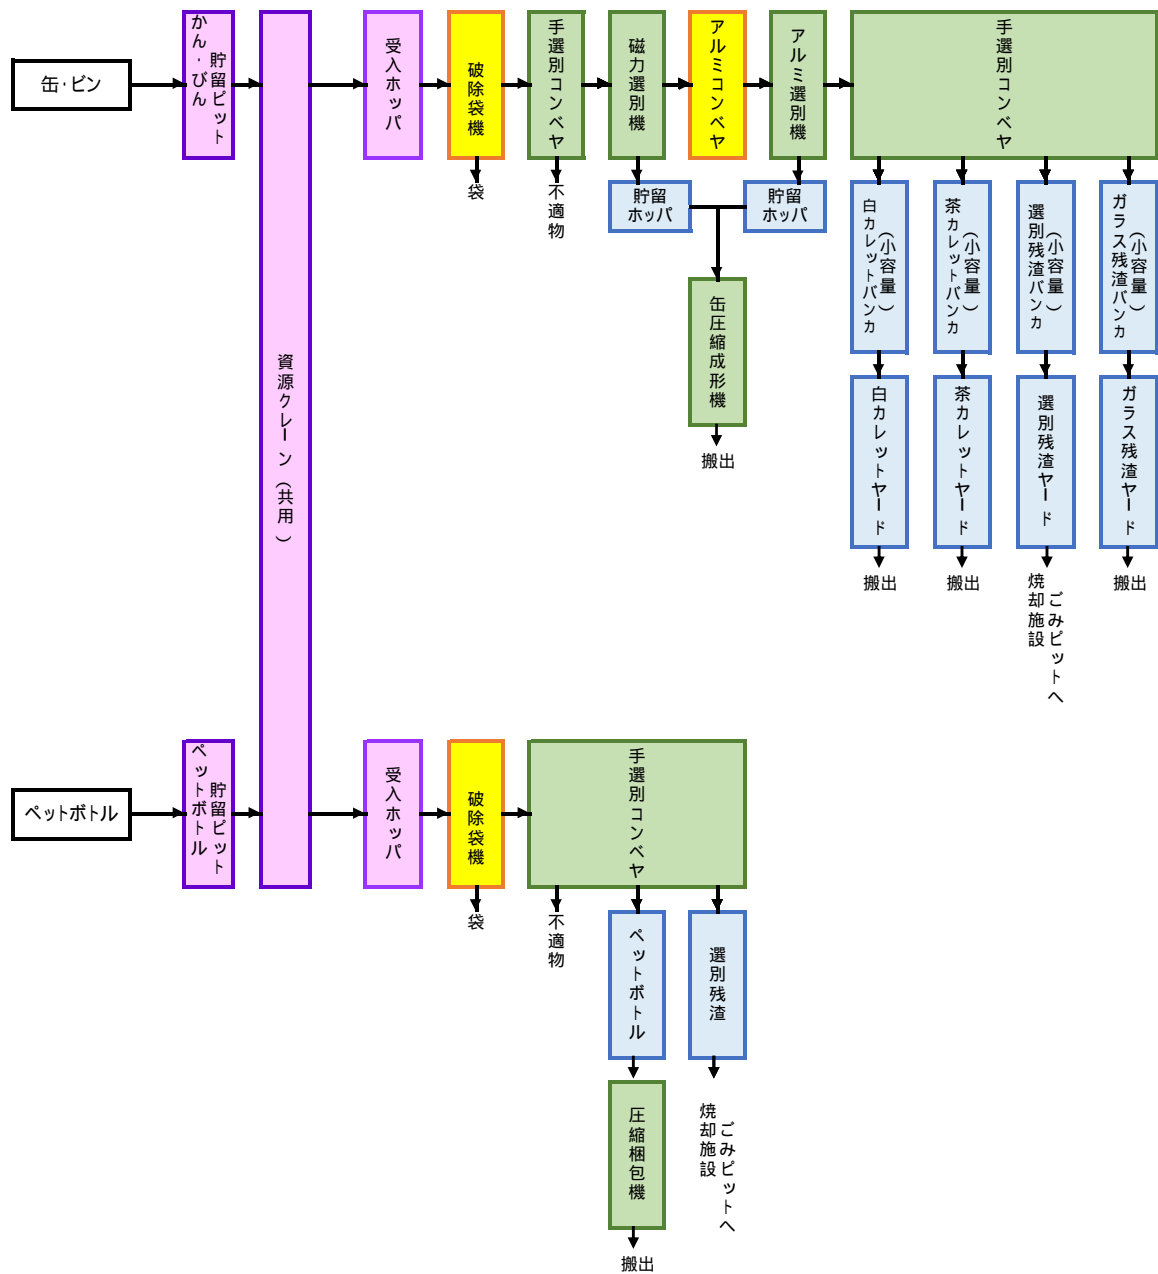 缶・ビン
かん・びん
貯留ピット
資源クレーン（共用）
受入ホッパ
破除袋機
袋
手選別コンベヤ
不適物
磁力選別機
アルミコンベヤ
アルミ選別機
手選別コンベヤ
貯留
ホッパ
貯留
ホッパ
缶圧縮成形機
搬出
白カレットバンカ
（小容量）
茶カレットバンカ
（小容量）
選別残渣バンカ
（小容量）
ガラス残渣バンカ
（小容量）
白カレットヤード
茶カレットヤード
選別残渣ヤード
ガラス残渣ヤード
搬出
搬出
焼却施設
ごみピットへ
搬出
ペットボトル
ペットボトル
貯留ピット
受入ホッパ
破除袋機
袋
手選別コンベヤ
不適物
ペットボトル
選別残渣
圧縮梱包機
焼却施設
ごみピットへ
搬出